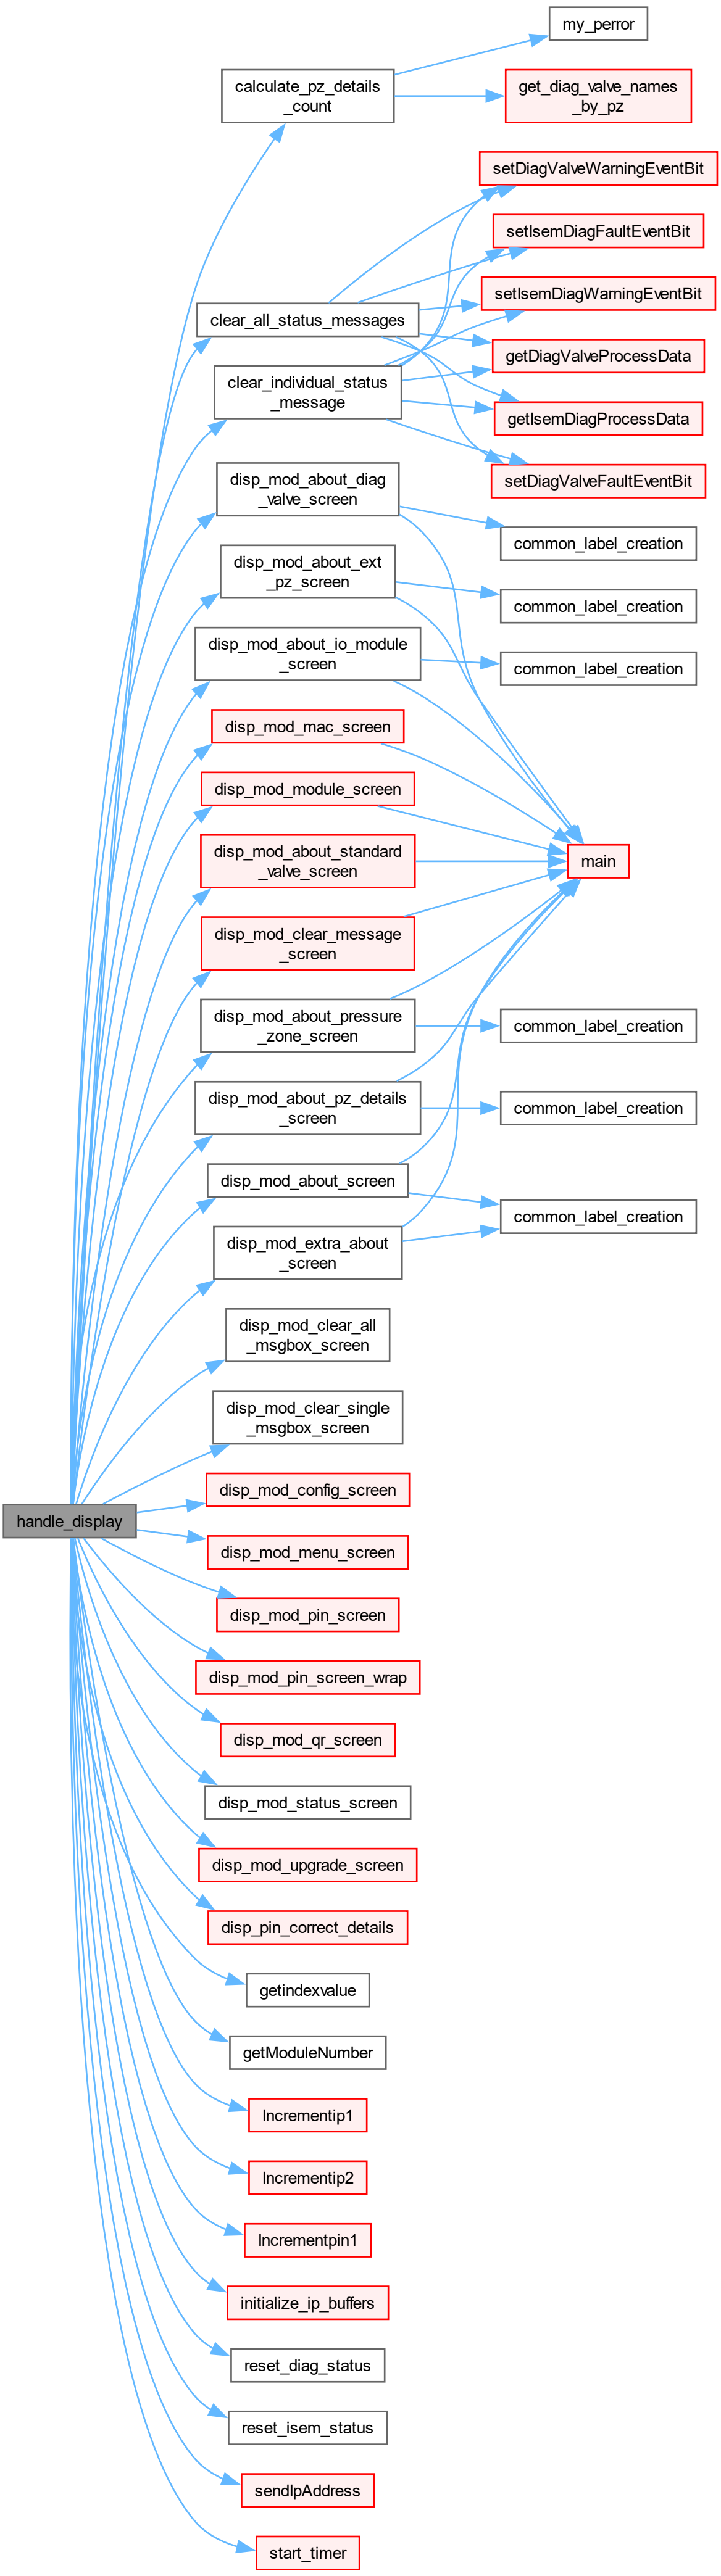 my_perror
calculate_pz_details
_count
get_diag_valve_names
_by_pz
setDiagValveWarningEventBit
setIsemDiagFaultEventBit
setIsemDiagWarningEventBit
clear_all_status_messages
getDiagValveProcessData
clear_individual_status
_message
getIsemDiagProcessData
setDiagValveFaultEventBit
disp_mod_about_diag
_valve_screen
common_label_creation
disp_mod_about_ext
_pz_screen
common_label_creation
disp_mod_about_io_module
_screen
common_label_creation
disp_mod_mac_screen
disp_mod_module_screen
disp_mod_about_standard
_valve_screen
main
disp_mod_clear_message
_screen
disp_mod_about_pressure
_zone_screen
common_label_creation
disp_mod_about_pz_details
_screen
common_label_creation
disp_mod_about_screen
common_label_creation
disp_mod_extra_about
_screen
disp_mod_clear_all
_msgbox_screen
disp_mod_clear_single
_msgbox_screen
disp_mod_config_screen
handle_display
disp_mod_menu_screen
disp_mod_pin_screen
disp_mod_pin_screen_wrap
disp_mod_qr_screen
disp_mod_status_screen
disp_mod_upgrade_screen
disp_pin_correct_details
getindexvalue
getModuleNumber
Incrementip1
Incrementip2
Incrementpin1
initialize_ip_buffers
reset_diag_status
reset_isem_status
sendIpAddress
start_timer